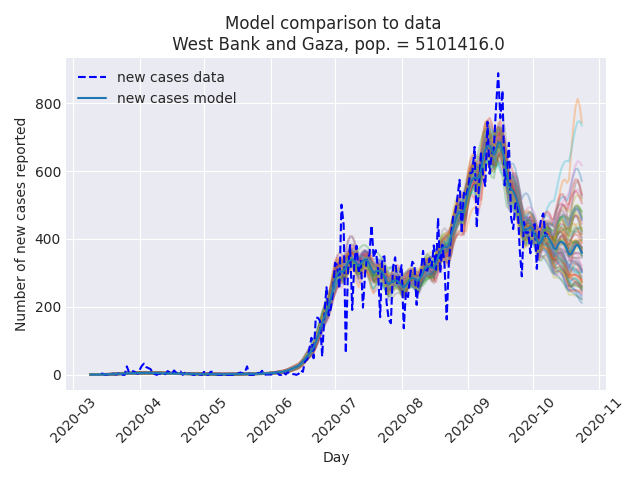 Model comparison to data
West Bank and Gaza, pop. = 5101416.0
new cases data
new cases model
Number of new cases reported
800
600
400
200
0
2020-03
2020-04
2020-05
2020-06
2020-07
2020-08
2020-09
2020-10
2020-11
Day